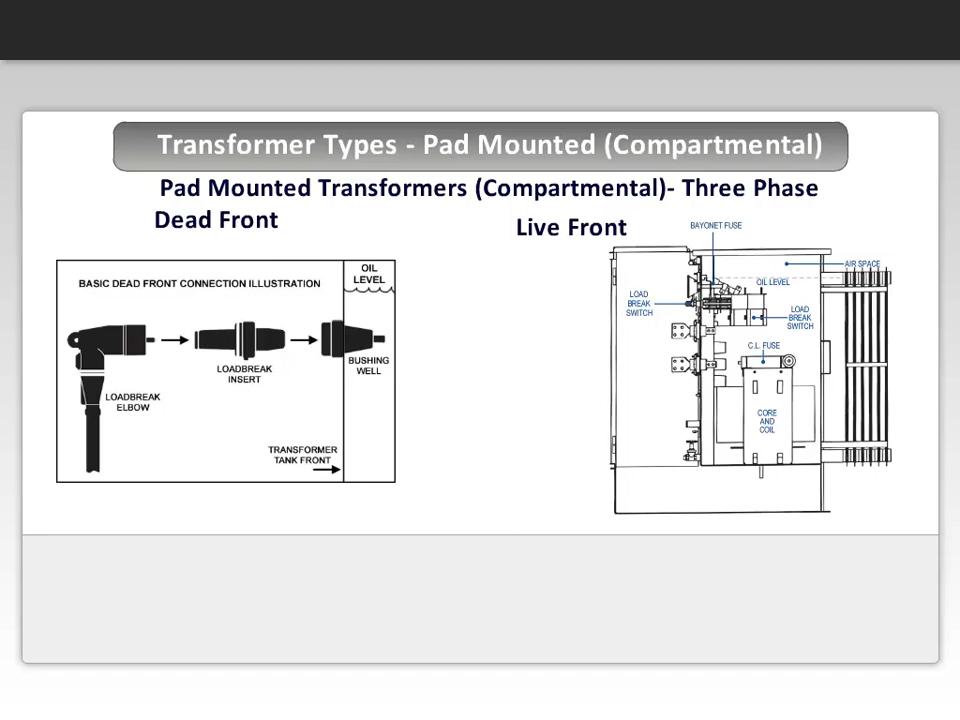 Transformer Types - Pad Mounted (Compartmental)
Pad Mounted Transformers (Compartmental)- Three Phase
Dead Front
Live Front
BASIC DEAD FRONT CONNECTION ILLUSTRATION
OIL
LEVEL
LOADBREAK
INSERT
BUSHING
WELL
LOADBREAK
ELBOW
TRANSFORMER
TANK FRONT
BAYONET FUSE
AIR SPACE
OIL LEVEL
LOAD
BREAK
SWITCH
LOAD
BREAK
SWITCH
C.L. FUSE
CORE
AND
COIL